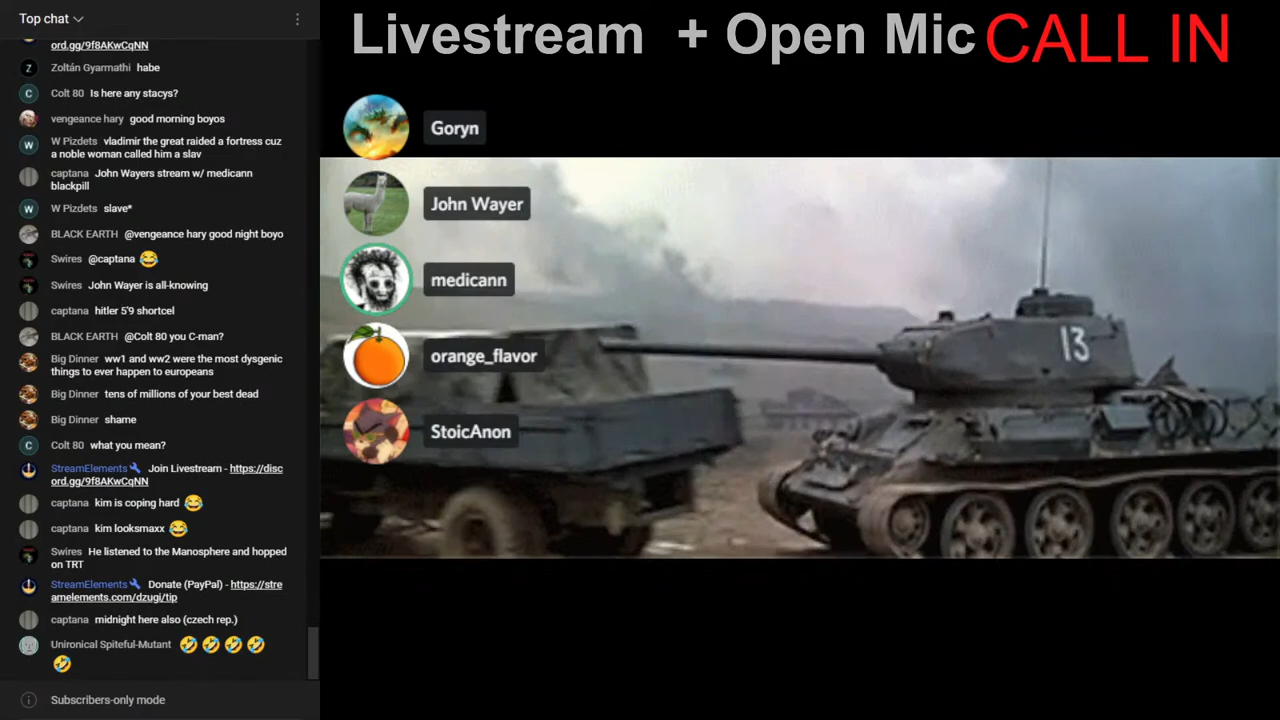 Top chat
ord.gg/9f8AKwCqNN
Zoltán Gyarmathi habe
Colt 80 Is here any stacys?
vengeance hary good morning boyos
W Pizdets vladimir the great raided a fortress cuz
a noble woman called him a slav
captana John Wayers stream w/ medicann
blackpill
W Pizdets slave*
BLACK EARTH @vengeance hary good night boyo
Swires @captana 😂
Swires John Wayer is all-knowing
captana hitler 5'9 shortcel
BLACK EARTH @Colt 80 you C-man?
Big Dinner ww1 and ww2 were the most dysgenic
things to ever happen to europeans
Big Dinner tens of millions of your best dead
Big Dinner shame
Colt 80 what you mean?
StreamElements Join Livestream - https://disc
ord.gg/9f8AKwCqNN
captana kim is coping hard 😂
captana kim looksmaxx 😂
Swires He listened to the Manosphere and hopped
on TRT
StreamElements Donate (PayPal) - https://stre
amelements.com/dzugi/tip
captana midnight here also (czech rep.)
Unironical Spiteful-Mutant 🤣🤣🤣🤣
🤣
Subscribers-only mode
Livestream + Open Mic CALL IN
Goryn
John Wayer
medicann
orange_flavor
StoicAnon
13